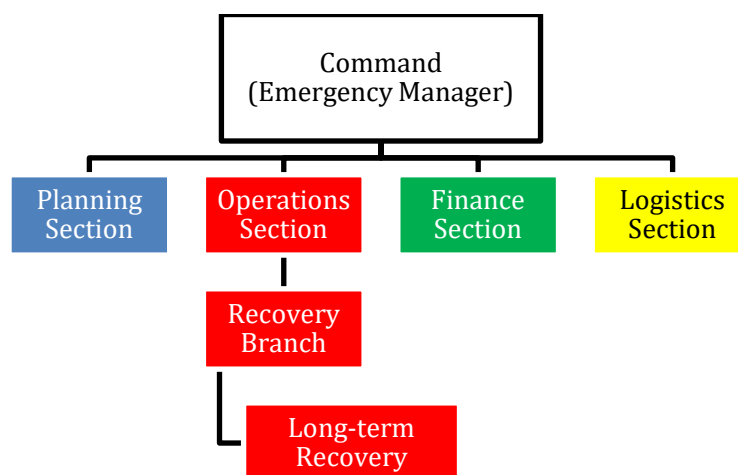 Command
(Emergency Manager)
Planning
Section
Operations
Section
Finance
Section
Logistics
Section
Recovery
Branch
Long-term
Recovery